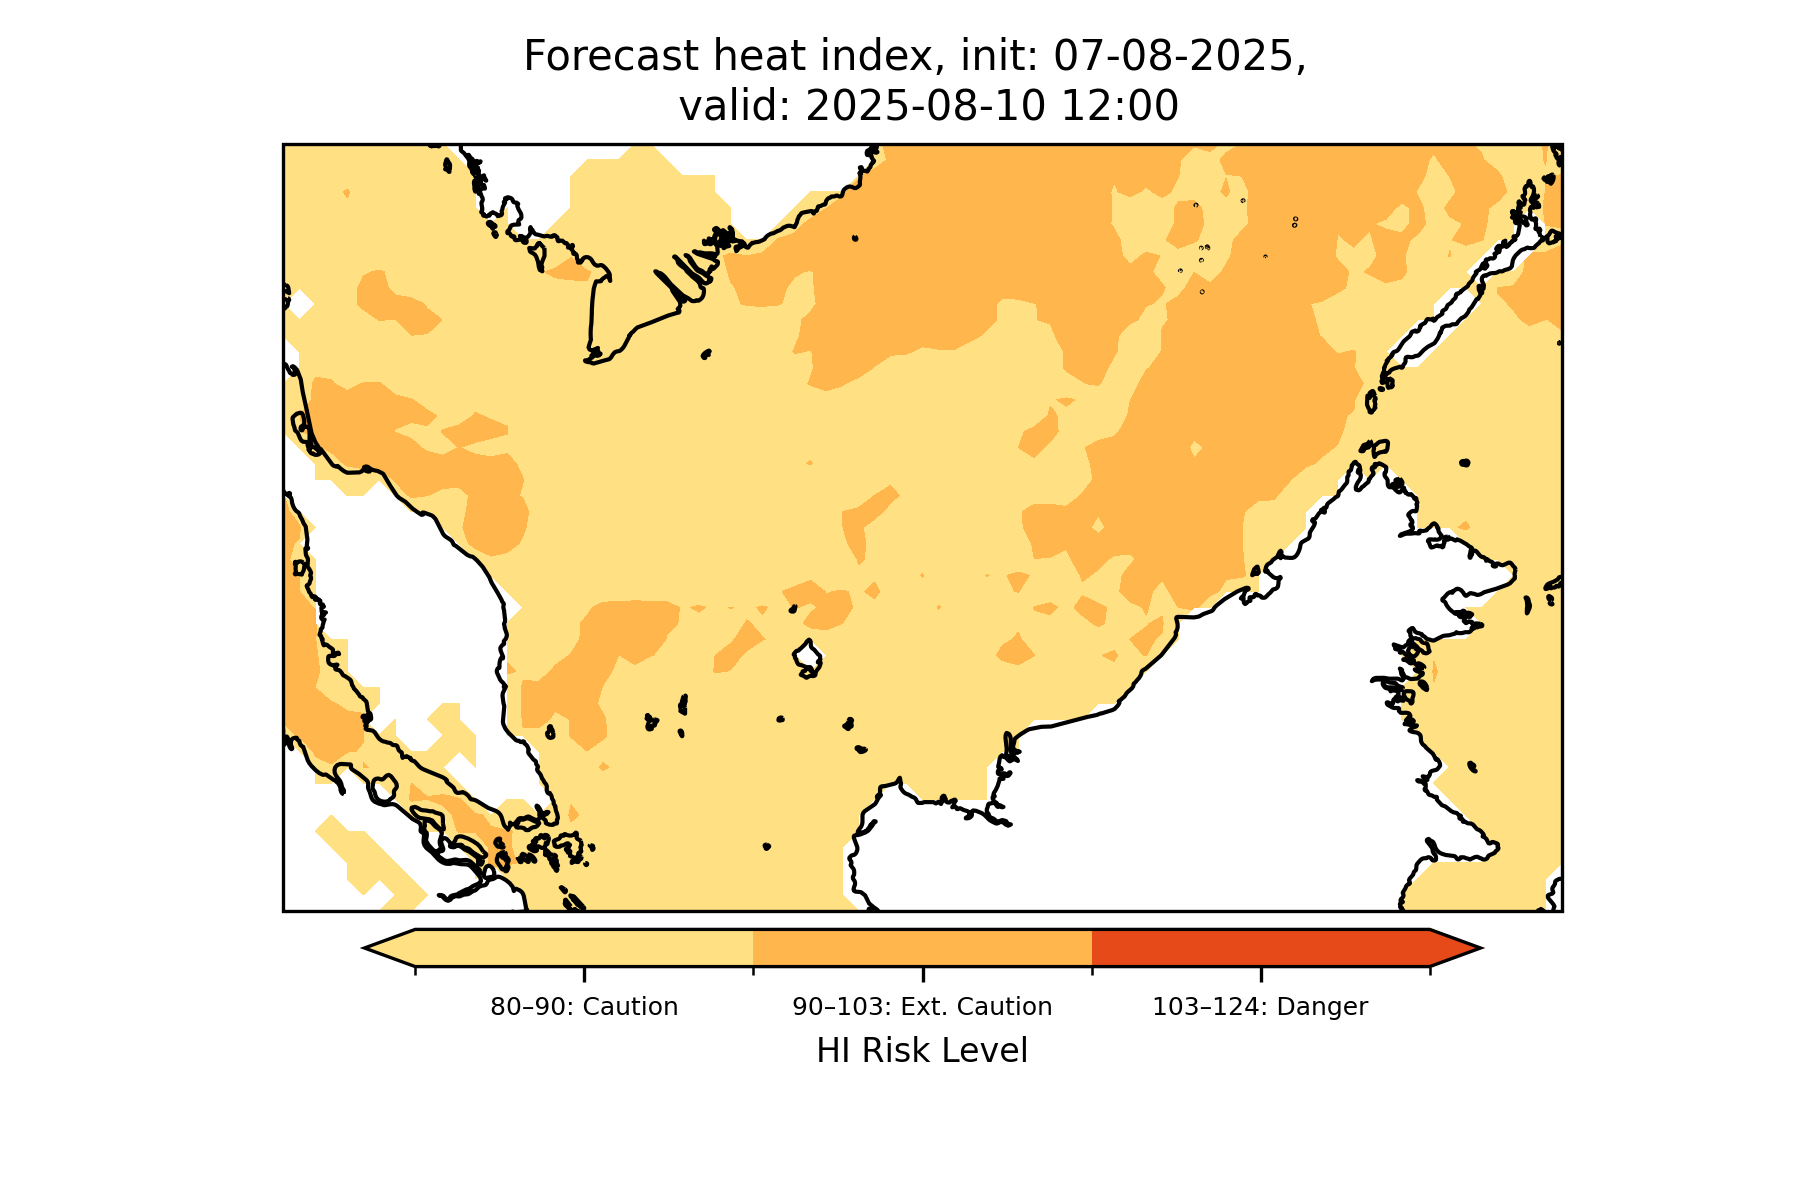 Forecast heat index, init: 07-08-2025,
valid: 2025-08-10 12:00
80–90: Caution
90–103: Ext. Caution
103–124: Danger
HI Risk Level